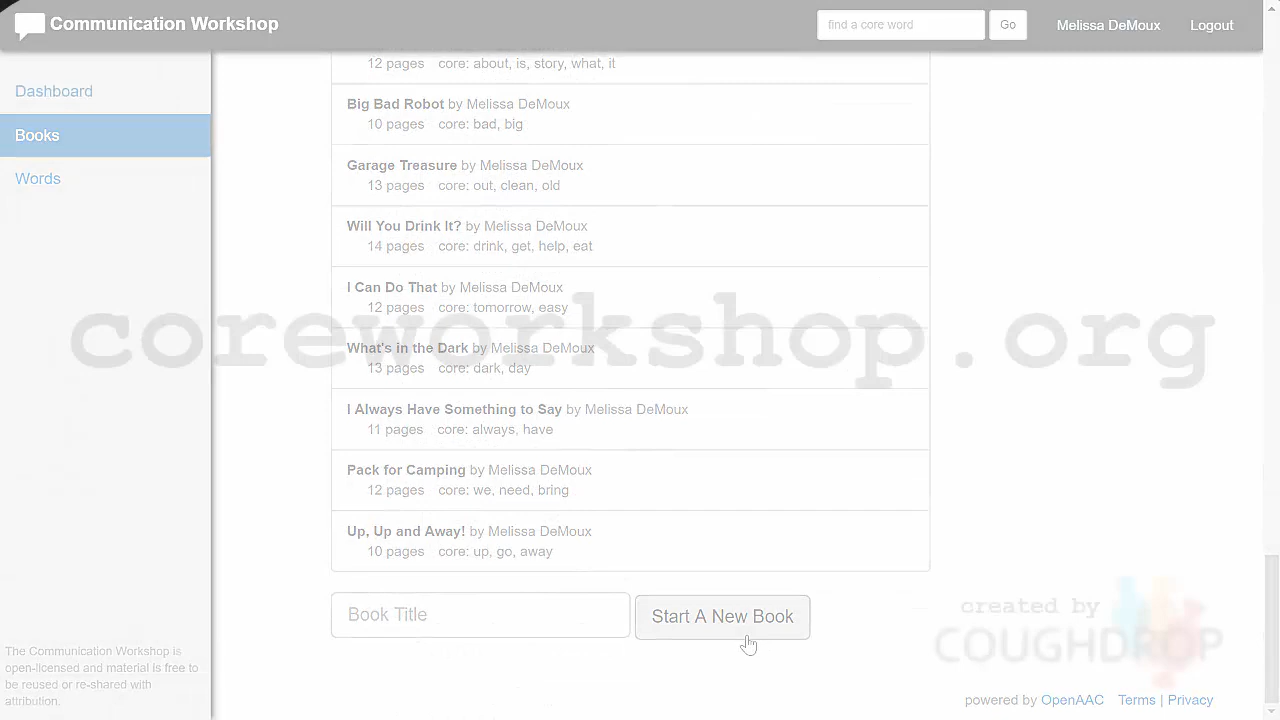 Communication Workshop
find a core word
Go
Melissa DeMoux
Logout
Dashboard
Books
Words
12 pages core: about, is, story, what, it
Big Bad Robot by Melissa DeMoux
10 pages core: bad, big
Garage Treasure by Melissa DeMoux
13 pages core: out, clean, old
Will You Drink It? by Melissa DeMoux
14 pages core: drink, get, help, eat
I Can Do That by Melissa DeMoux
12 pages core: tomorrow, easy
coreworkshop.org
What's in the Dark by Melissa DeMoux
13 pages core: dark, day
I Always Have Something to Say by Melissa DeMoux
11 pages core: always, have
Pack for Camping by Melissa DeMoux
12 pages core: we, need, bring
Up, Up and Away! by Melissa DeMoux
10 pages core: up, go, away
Book Title
Start A New Book
created by
COUGHDROP
The Communication Workshop is
open-licensed and material is free to
be reused or re-shared with
attribution.
powered by OpenAAC Terms | Privacy